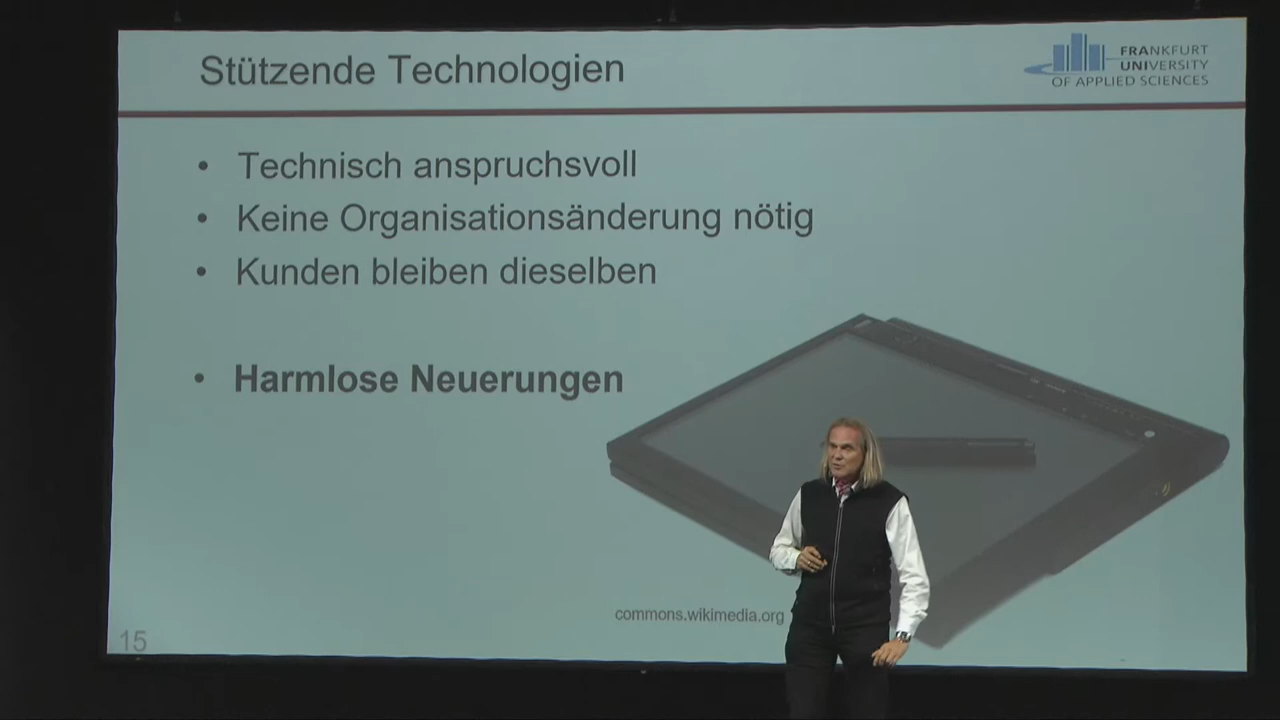 Stützende Technologien
FRANKFURT
UNIVERSITY
OF APPLIED SCIENCES
• Technisch anspruchsvoll
• Keine Organisationsänderung nötig
• Kunden bleiben dieselben
• Harmlose Neuerungen
commons.wikimedia.org
15